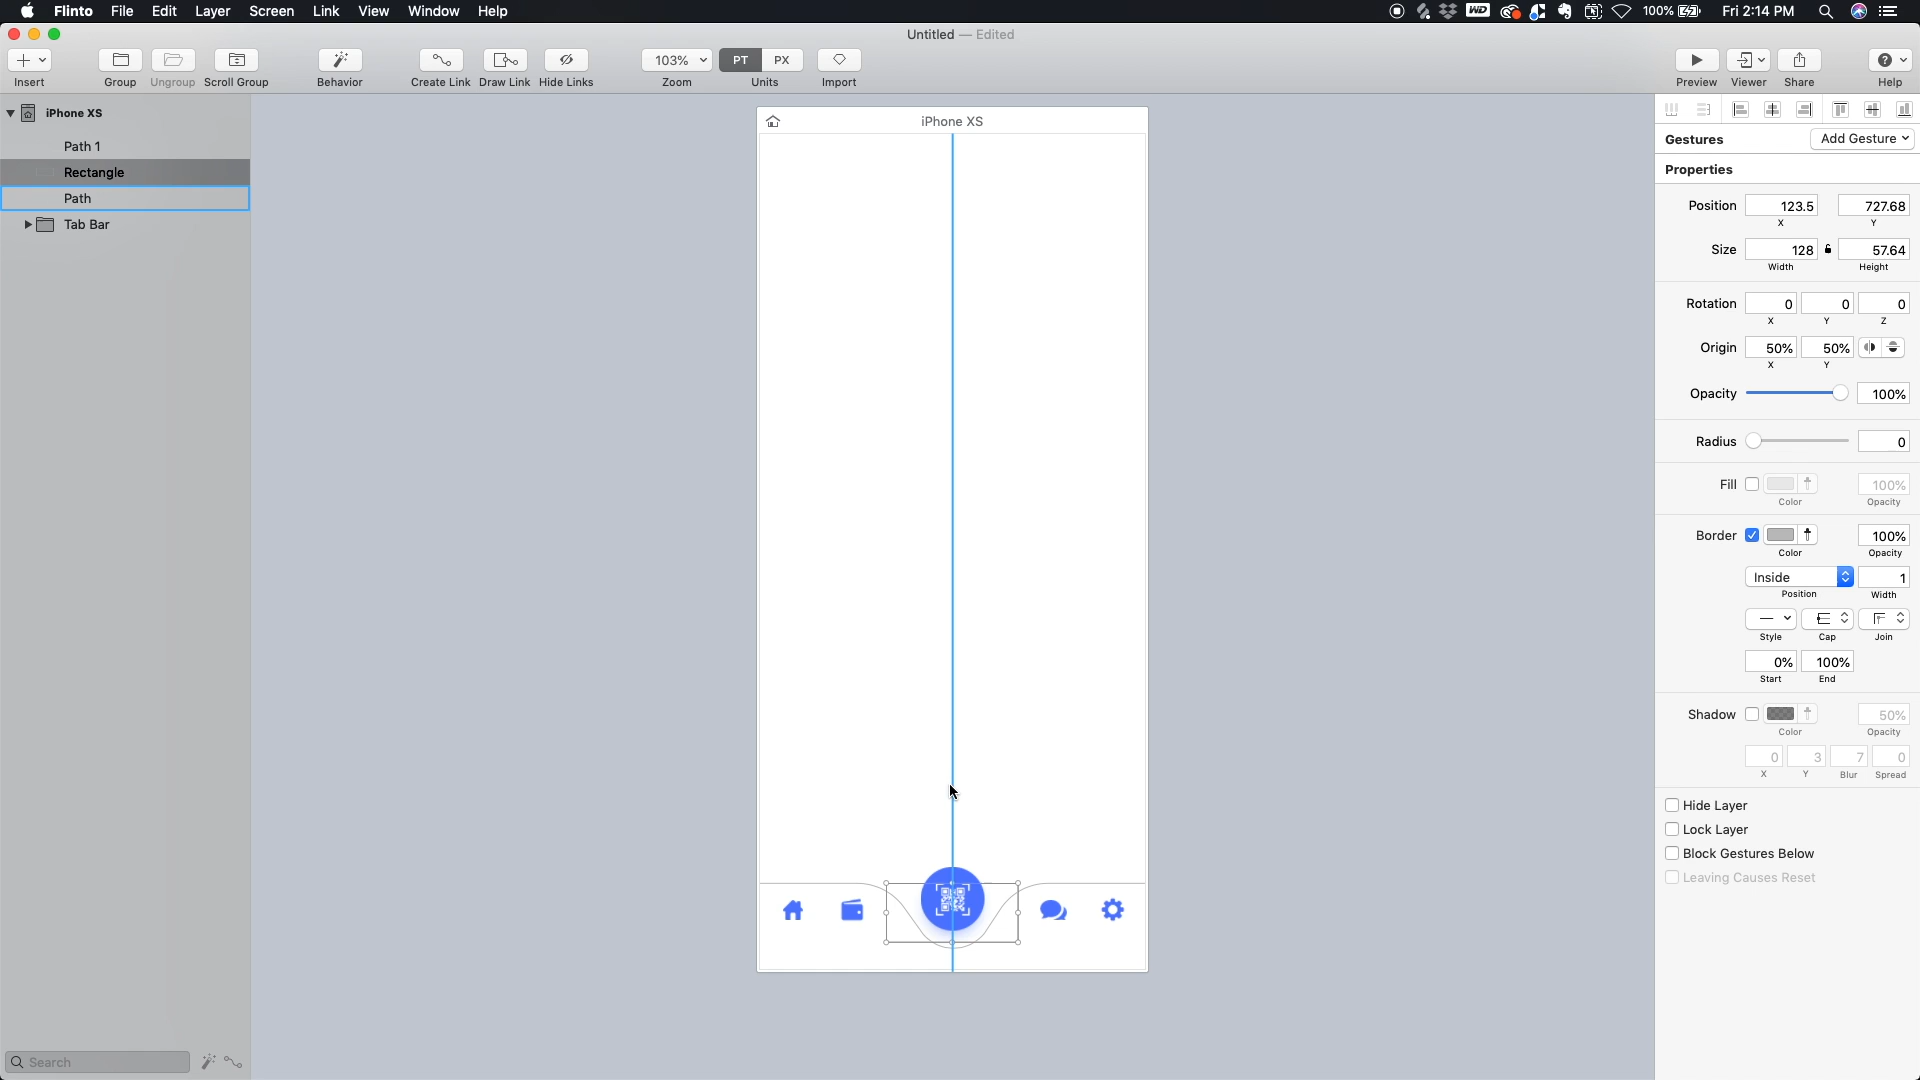 Flinto File Edit Layer Screen Link View Window Help
WD 100% Fri 2:14 PM
Untitled — Edited
Insert Group Ungroup Scroll Group Behavior Create Link Draw Link Hide Links
103% Zoom
PT PX
Units
Import
Preview Viewer Share Help
iPhone XS
Path 1
Rectangle
Path
Tab Bar
Search
iPhone XS
Gestures Add Gesture
Properties
Position 123.5 727.68
X Y
Size 128 57.64
Width Height
Rotation 0 0 0
X Y Z
Origin 50% 50%
X Y
Opacity 100%
Radius 0
Fill 100%
Color Opacity
Border 100%
Color Opacity
Inside 1
Position Width
Style Cap Join
0% 100%
Start End
Shadow 50%
Color Opacity
0 3 7 0
X Y Blur Spread
Hide Layer
Lock Layer
Block Gestures Below
Leaving Causes Reset